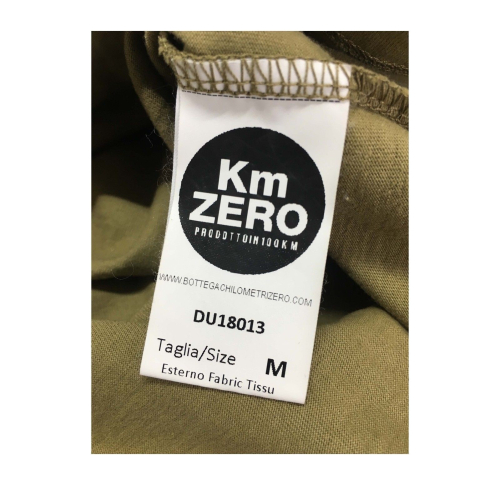 Km
ZERO
PRODOTTOIN100KM
WWW.BOTTEGACHILOMETRIZERO.COM
DU18013
Taglia/Size M
Esterno Fabric Tissu